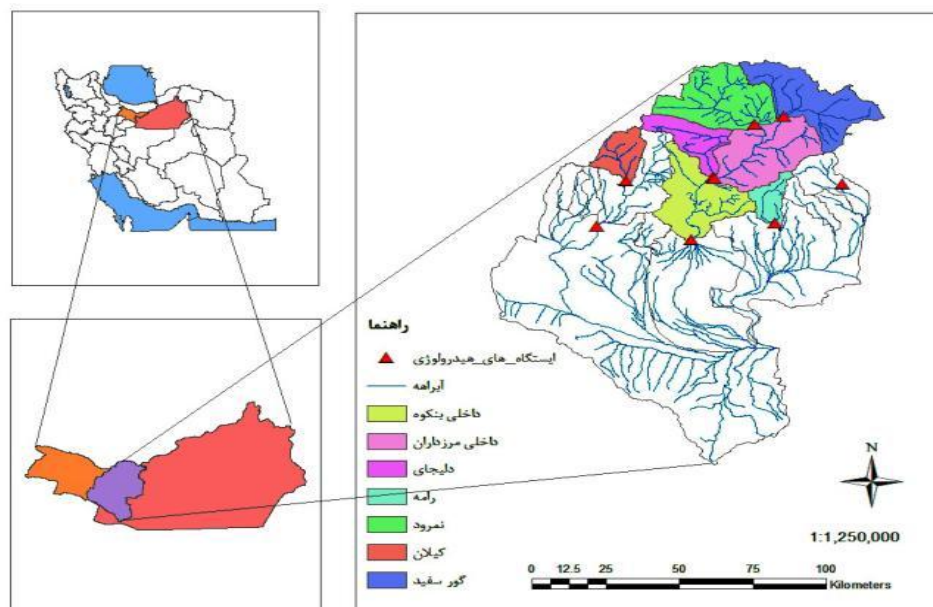 راهنما
ایستگاه_های_هیدرولوژی
آبراهه
داخلی بنکوه
داخلی مرزداران
دلیچای
رامه
نمرود
کیلان
گور سفید
N
1:1,250,000
0 12.5 25 50 75 100
Kilometers